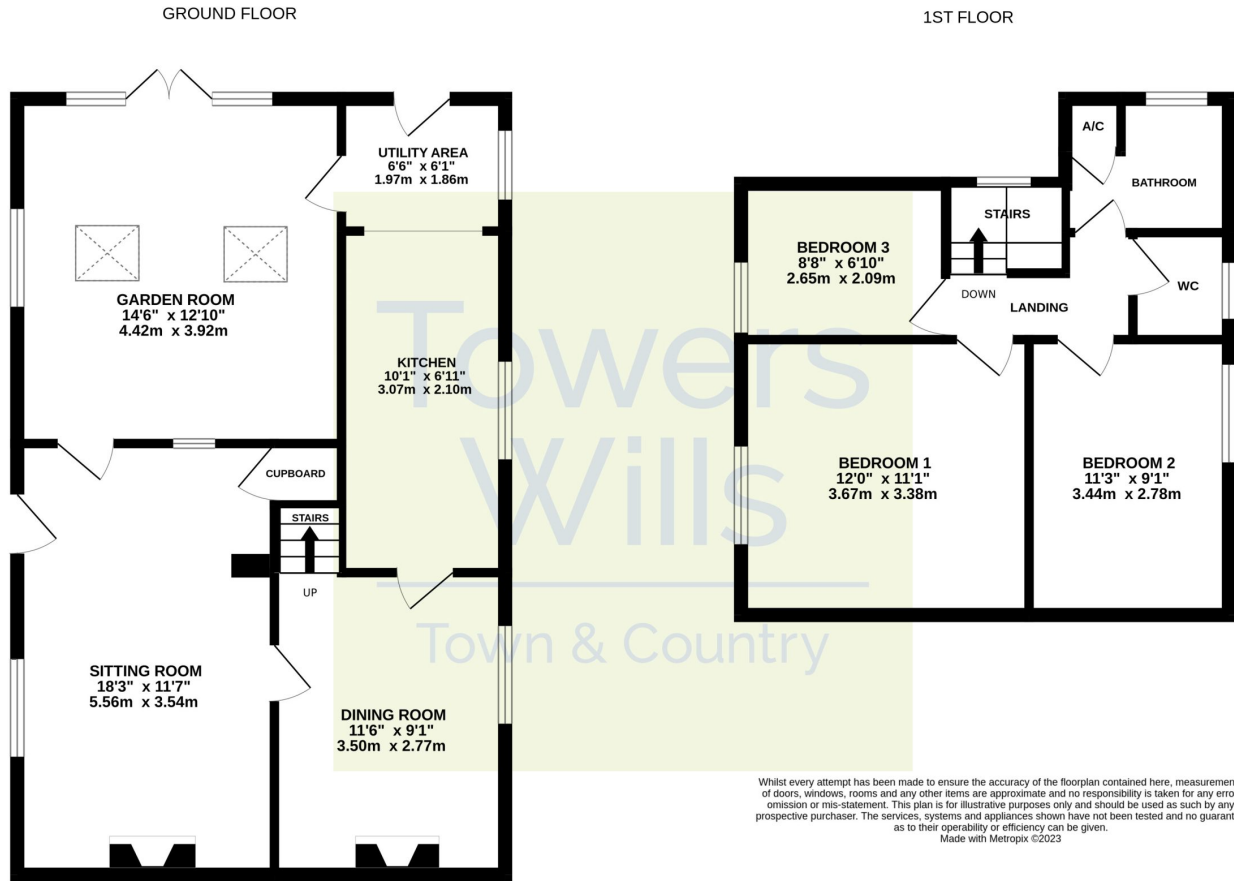 GROUND FLOOR
1ST FLOOR
UTILITY AREA
6'6" x 6'1"
1.97m x 1.86m
GARDEN ROOM
14'6" x 12'10"
4.42m x 3.92m
KITCHEN
10'1" x 6'11"
3.07m x 2.10m
CUPBOARD
STAIRS
UP
SITTING ROOM
18'3" x 11'7"
5.56m x 3.54m
DINING ROOM
11'6" x 9'1"
3.50m x 2.77m
A/C
BATHROOM
STAIRS
BEDROOM 3
8'8" x 6'10"
2.65m x 2.09m
DOWN
LANDING
WC
BEDROOM 1
12'0" x 11'1"
3.67m x 3.38m
BEDROOM 2
11'3" x 9'1"
3.44m x 2.78m
Towers
Wills
Town & Country
Whilst every attempt has been made to ensure the accuracy of the floorplan contained here, measuremen
of doors, windows, rooms and any other items are approximate and no responsibility is taken for any erro
omission or mis-statement. This plan is for illustrative purposes only and should be used as such by any
prospective purchaser. The services, systems and appliances shown have not been tested and no guarant
as to their operability or efficiency can be given.
Made with Metropix ©2023